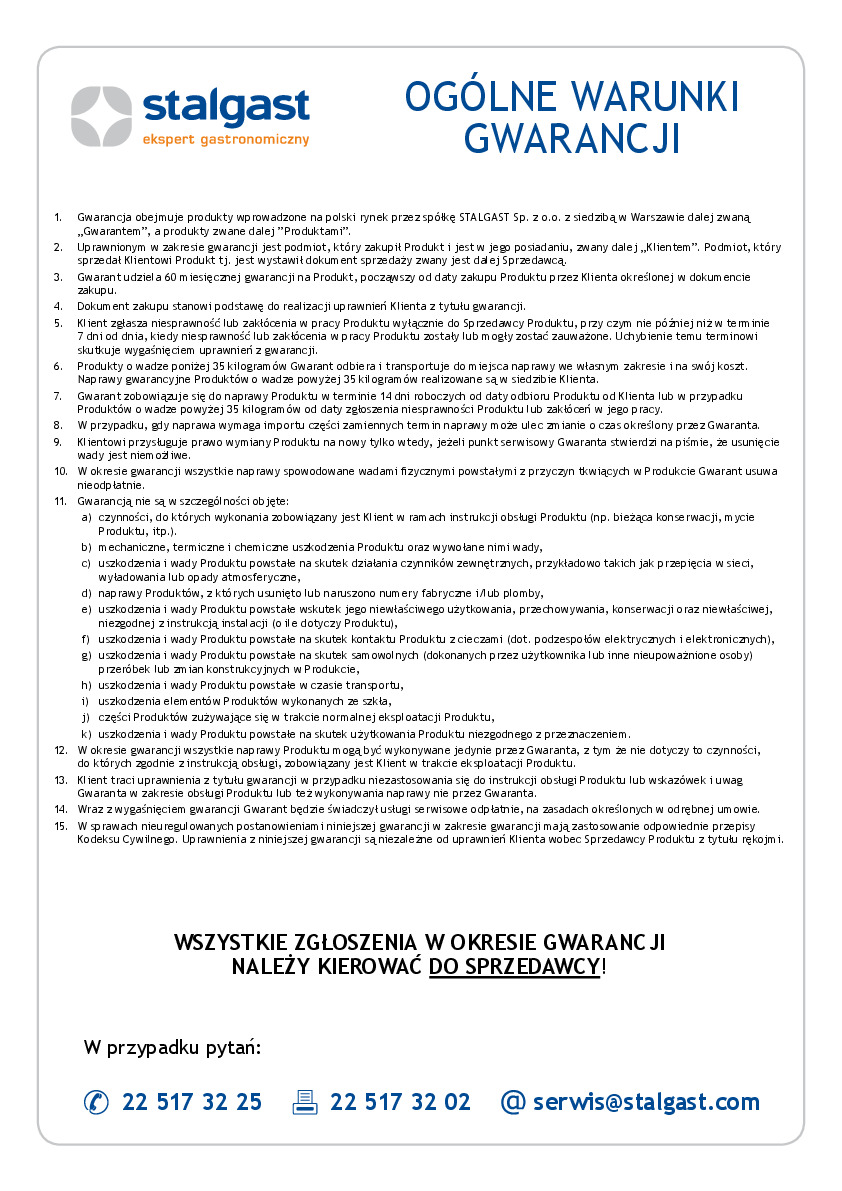 stalgast
ekspert gastronomiczny
OGÓLNE WARUNKI
GWARANCJI
1. Gwarancja obejmuje produkty wprowadzone na polski rynek przez spółkę STALGAST Sp. z o.o. z siedzibą w Warszawie dalej zwaną
„Gwarantem”, a produkty zwane dalej ”Produktami”.
2. Uprawnionym w zakresie gwarancji jest podmiot, który zakupił Produkt i jest w jego posiadaniu, zwany dalej „Klientem”. Podmiot, który
sprzedał Klientowi Produkt tj. jest wystawił dokument sprzedaży zwany jest dalej Sprzedawcą.
3. Gwarant udziela 60 miesięcznej gwarancji na Produkt, począwszy od daty zakupu Produktu przez Klienta określonej w dokumencie
zakupu.
4. Dokument zakupu stanowi podstawę do realizacji uprawnień Klienta z tytułu gwarancji.
5. Klient zgłasza niesprawność lub zakłócenia w pracy Produktu wyłącznie do Sprzedawcy Produktu, przy czym nie później niż w terminie
7 dni od dnia, kiedy niesprawność lub zakłócenia w pracy Produktu zostały lub mogły zostać zauważone. Uchybienie temu terminowi
skutkuje wygaśnięciem uprawnień z gwarancji.
6. Produkty o wadze poniżej 35 kilogramów Gwarant odbiera i transportuje do miejsca naprawy we własnym zakresie i na swój koszt.
Naprawy gwarancyjne Produktów o wadze powyżej 35 kilogramów realizowane są w siedzibie Klienta.
7. Gwarant zobowiązuje się do naprawy Produktu w terminie 14 dni roboczych od daty odbioru Produktu od Klienta lub w przypadku
Produktów o wadze powyżej 35 kilogramów od daty zgłoszenia niesprawności Produktu lub zakłóceń w jego pracy.
8. W przypadku, gdy naprawa wymaga importu części zamiennych termin naprawy może ulec zmianie o czas określony przez Gwaranta.
9. Klientowi przysługuje prawo wymiany Produktu na nowy tylko wtedy, jeżeli punkt serwisowy Gwaranta stwierdzi na piśmie, że usunięcie
wady jest niemożliwe.
10. W okresie gwarancji wszystkie naprawy spowodowane wadami fizycznymi powstałymi z przyczyn tkwiących w Produkcie Gwarant usuwa
nieodpłatnie.
11. Gwarancją nie są w szczególności objęte:
a) czynności, do których wykonania zobowiązany jest Klient w ramach instrukcji obsługi Produktu (np. bieżąca konserwacji, mycie
Produktu, itp.).
b) mechaniczne, termiczne i chemiczne uszkodzenia Produktu oraz wywołane nimi wady,
c) uszkodzenia i wady Produktu powstałe na skutek działania czynników zewnętrznych, przykładowo takich jak przepięcia w sieci,
wyładowania lub opady atmosferyczne,
d) naprawy Produktów, z których usunięto lub naruszono numery fabryczne i/lub plomby,
e) uszkodzenia i wady Produktu powstałe wskutek jego niewłaściwego użytkowania, przechowywania, konserwacji oraz niewłaściwej,
niezgodnej z instrukcją instalacji (o ile dotyczy Produktu),
f) uszkodzenia i wady Produktu powstałe na skutek kontaktu Produktu z cieczami (dot. podzespołów elektrycznych i elektronicznych),
g) uszkodzenia i wady Produktu powstałe na skutek samowolnych (dokonanych przez użytkownika lub inne nieupoważnione osoby)
przeróbek lub zmian konstrukcyjnych w Produkcie,
h) uszkodzenia i wady Produktu powstałe w czasie transportu,
i) uszkodzenia elementów Produktów wykonanych ze szkła,
j) części Produktów zużywające się w trakcie normalnej eksploatacji Produktu,
k) uszkodzenia i wady Produktu powstałe na skutek użytkowania Produktu niezgodnego z przeznaczeniem.
12. W okresie gwarancji wszystkie naprawy Produktu mogą być wykonywane jedynie przez Gwaranta, z tym że nie dotyczy to czynności,
do których zgodnie z instrukcją obsługi, zobowiązany jest Klient w trakcie eksploatacji Produktu.
13. Klient traci uprawnienia z tytułu gwarancji w przypadku niezastosowania się do instrukcji obsługi Produktu lub wskazówek i uwag
Gwaranta w zakresie obsługi Produktu lub też wykonywania naprawy nie przez Gwaranta.
14. Wraz z wygaśnięciem gwarancji Gwarant będzie świadczył usługi serwisowe odpłatnie, na zasadach określonych w odrębnej umowie.
15. W sprawach nieuregulowanych postanowieniami niniejszej gwarancji w zakresie gwarancji mają zastosowanie odpowiednie przepisy
Kodeksu Cywilnego. Uprawnienia z niniejszej gwarancji są niezależne od uprawnień Klienta wobec Sprzedawcy Produktu z tytułu rękojmi.
WSZYSTKIE ZGŁOSZENIA W OKRESIE GWARANCJI
NALEŻY KIEROWAĆ DO SPRZEDAWCY!
W przypadku pytań:
22 517 32 25 22 517 32 02 @ serwis@stalgast.com